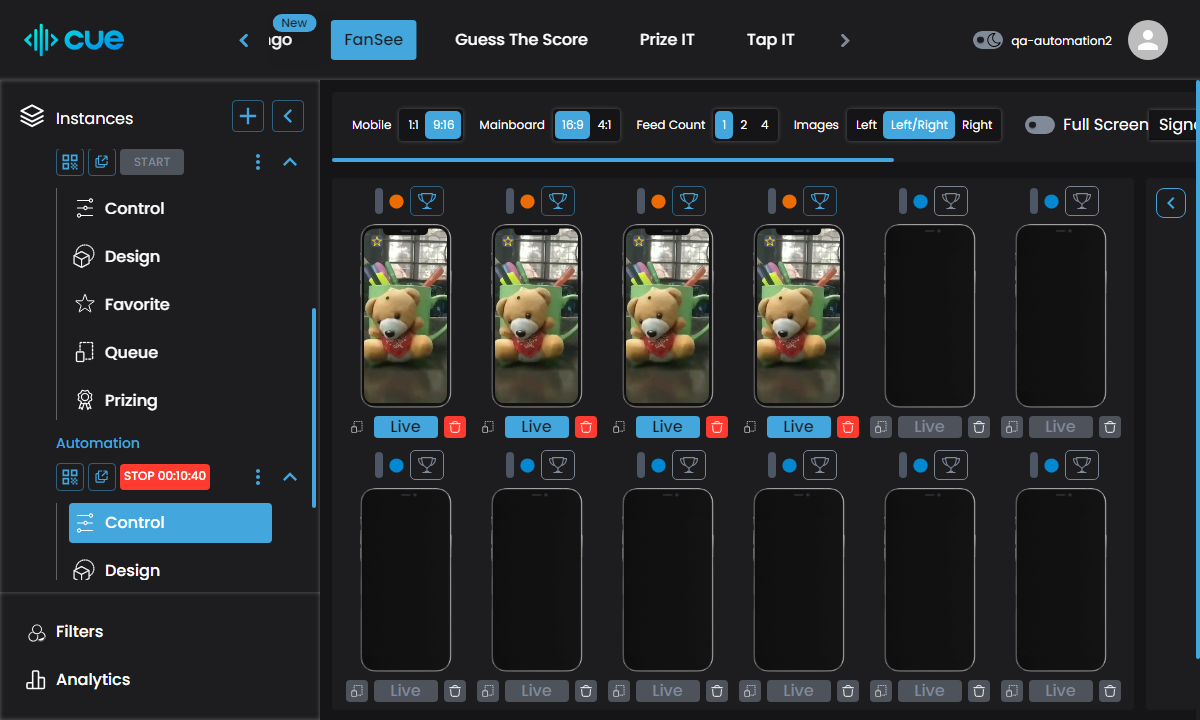 cue
New
FanSee
Guess The Score
Prize IT
Tap IT
qa-automation2
Instances
Mobile
1:1
9:16
Mainboard
16:9
4:1
Feed Count
1
2
4
Images
Left
Left/Right
Right
Full Screen
START
Control
Design
Favorite
Queue
Prizing
Automation
STOP 00:10:40
Control
Design
Filters
Analytics
Live
Live
Live
Live
Live
Live
Live
Live
Live
Live
Live
Live